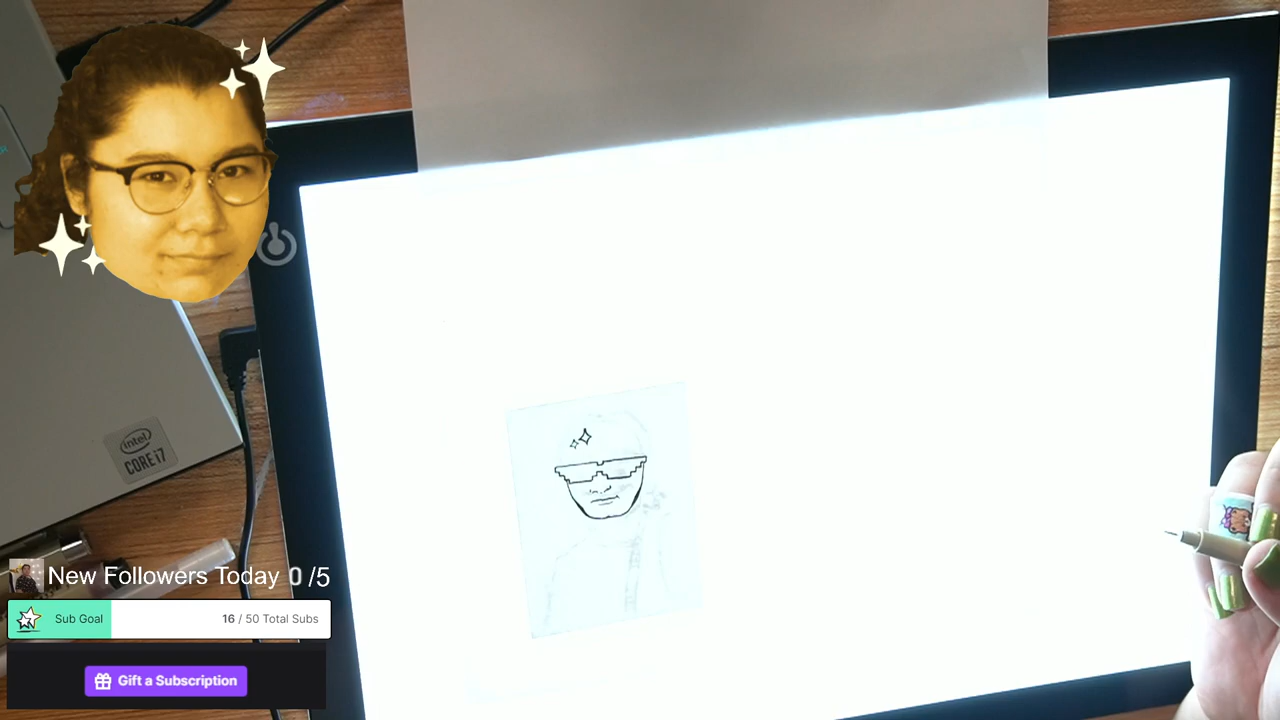 intel
CORE i7
New Followers Today 0 /5
Sub Goal 16 / 50 Total Subs
Gift a Subscription